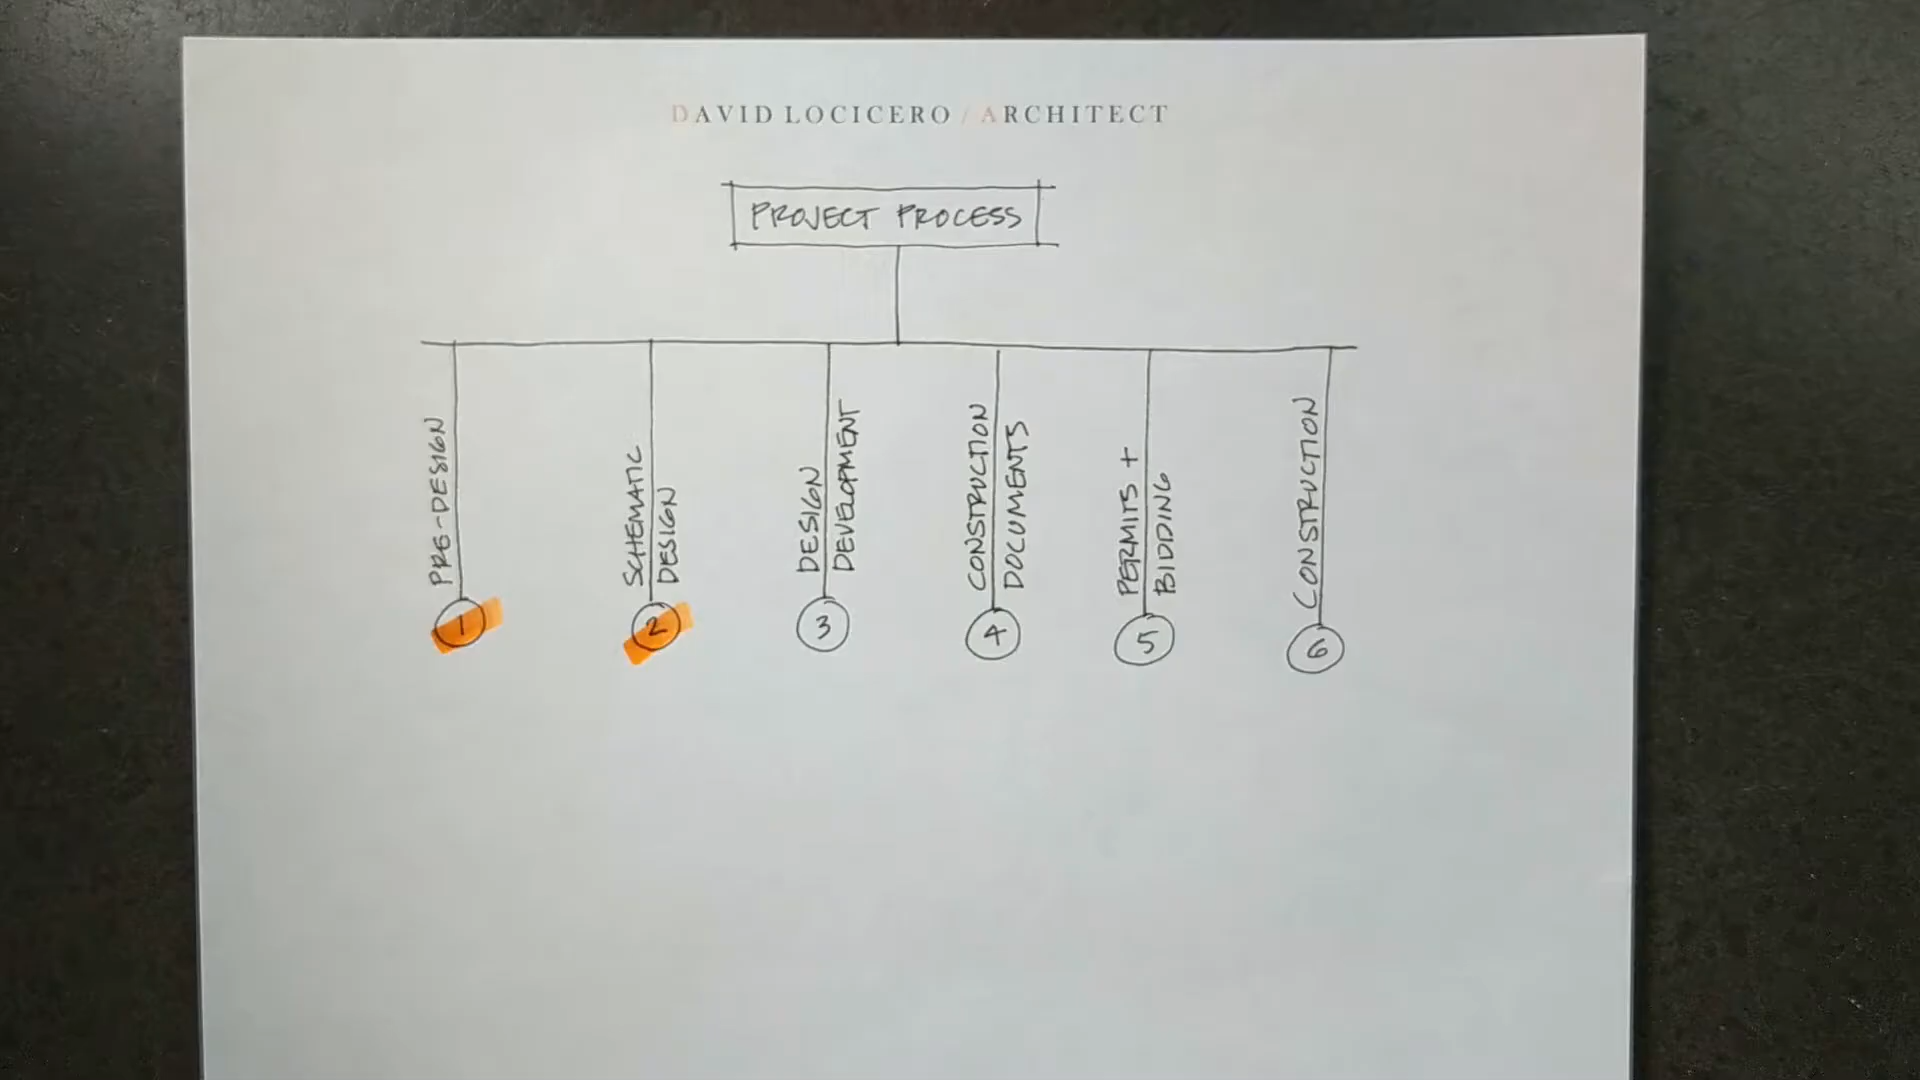 DAVID LOCICERO / ARCHITECT
PROJECT PROCESS
PRE-DESIGN
1
SCHEMATIC
DESIGN
2
DESIGN
DEVELOPMENT
3
CONSTRUCTION
DOCUMENTS
4
PERMITS +
BIDDING
5
CONSTRUCTION
6